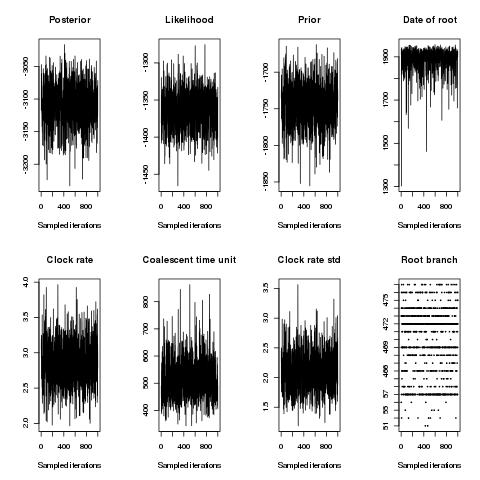 Posterior
Likelihood
Prior
Date of root
-3050
-3100
-3150
-3200
-1300
-1350
-1400
-1450
-1700
-1750
-1800
-1850
1900
1700
1500
1300
0 400 800
0 400 800
0 400 800
0 400 800
Sampled iterations
Sampled iterations
Sampled iterations
Sampled iterations
Clock rate
Coalescent time unit
Clock rate std
Root branch
4.0
3.5
3.0
2.5
2.0
800
700
600
500
400
3.5
3.0
2.5
2.0
1.5
475
472
469
466
57
55
51
0 400 800
0 400 800
0 400 800
0 400 800
Sampled iterations
Sampled iterations
Sampled iterations
Sampled iterations